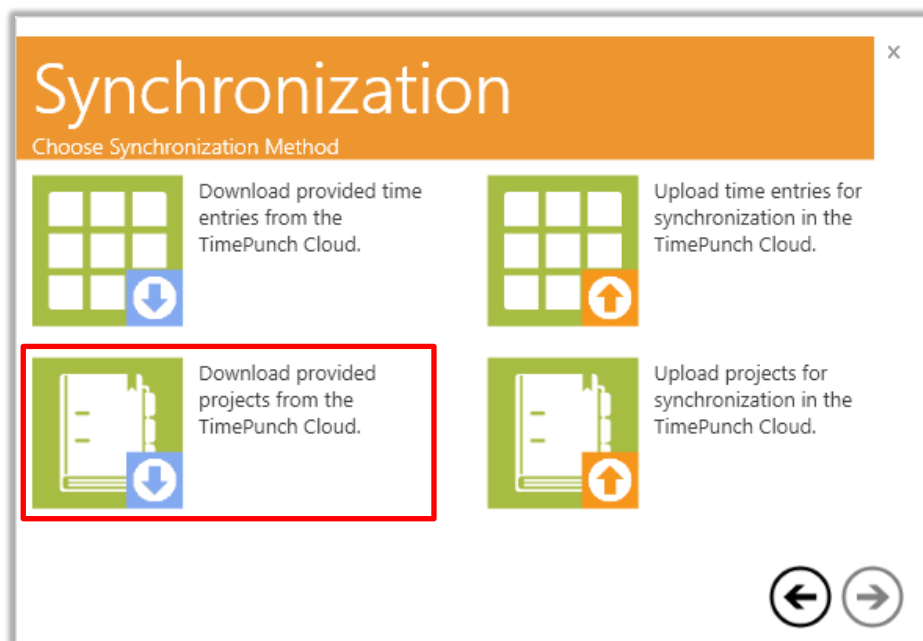 Synchronization
Choose Synchronization Method
Download provided time
entries from the
TimePunch Cloud.
Upload time entries for
synchronization in the
TimePunch Cloud.
Download provided
projects from the
TimePunch Cloud.
Upload projects for
synchronization in the
TimePunch Cloud.